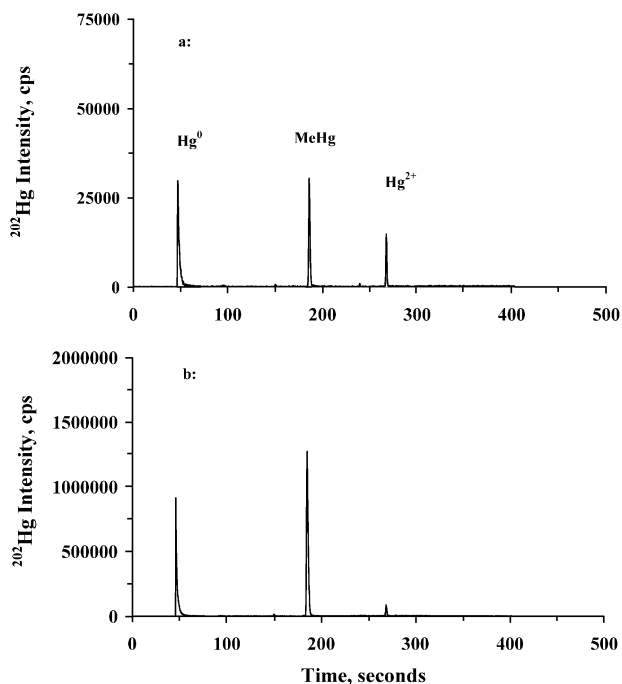 75000
a:
Hg⁰
MeHg
Hg²⁺
50000
25000
0
²⁰²Hg Intensity, cps
0 100 200 300 400 500
2000000
b:
1500000
1000000
500000
0
²⁰²Hg Intensity, cps
0 100 200 300 400 500
Time, seconds